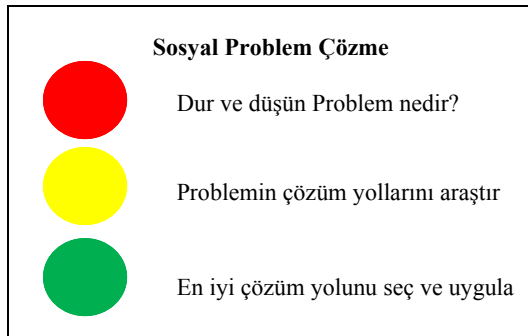 Sosyal Problem Çözme
Dur ve düşün Problem nedir?
Problemin çözüm yollarını araştır
En iyi çözüm yolunu seç ve uygula